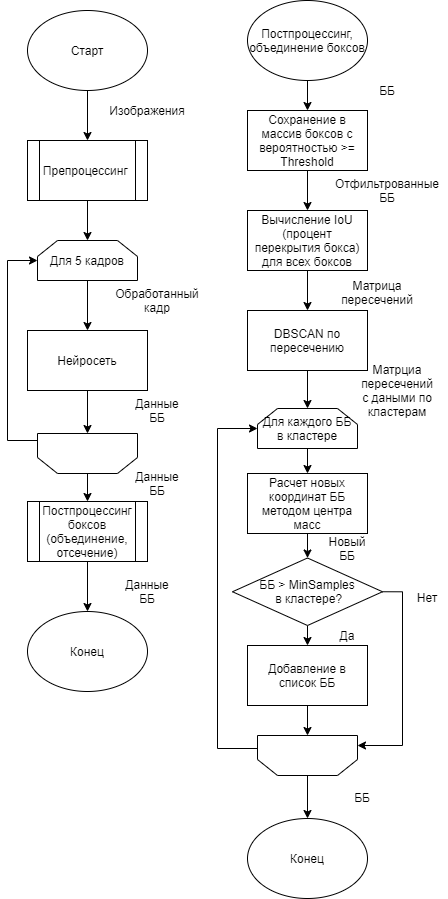 Старт
Изображения
Препроцессинг
Для 5 кадров
Обработанный
кадр
Нейросеть
Данные
ББ
Данные
ББ
Постпроцессинг
боксов
(объединение,
отсечение)
Данные
ББ
Конец
Постпроцессинг,
объединение боксов
ББ
Сохранение в
массив боксов с
вероятностью >=
Threshold
Отфильтрованные
ББ
Вычисление IoU
(процент
перекрытия бокса)
для всех боксов
Матрица
пересечений
DBSCAN по
пересечению
Матрциа
пересечений
с даными по
кластерам
Для каждого ББ
в кластере
Расчет новых
координат ББ
методом центра
масс
Новый
ББ
ББ > MinSamples
в кластере?
Нет
Да
Добавление в
список ББ
ББ
Конец